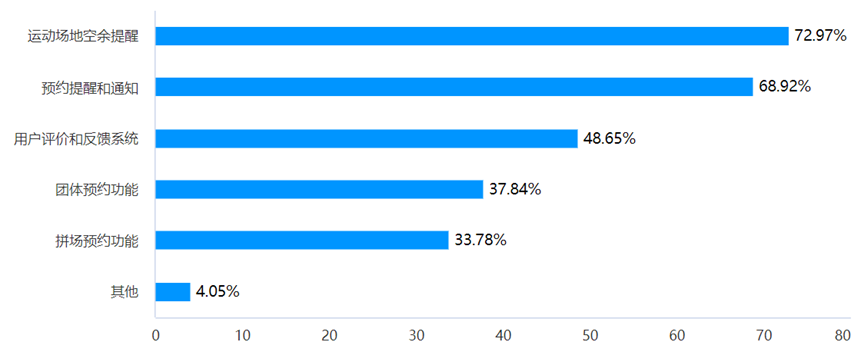 运动场地空余提醒 72.97%
预约提醒和通知 68.92%
用户评价和反馈系统 48.65%
团体预约功能 37.84%
拼场预约功能 33.78%
其他 4.05%
0 10 20 30 40 50 60 70 80